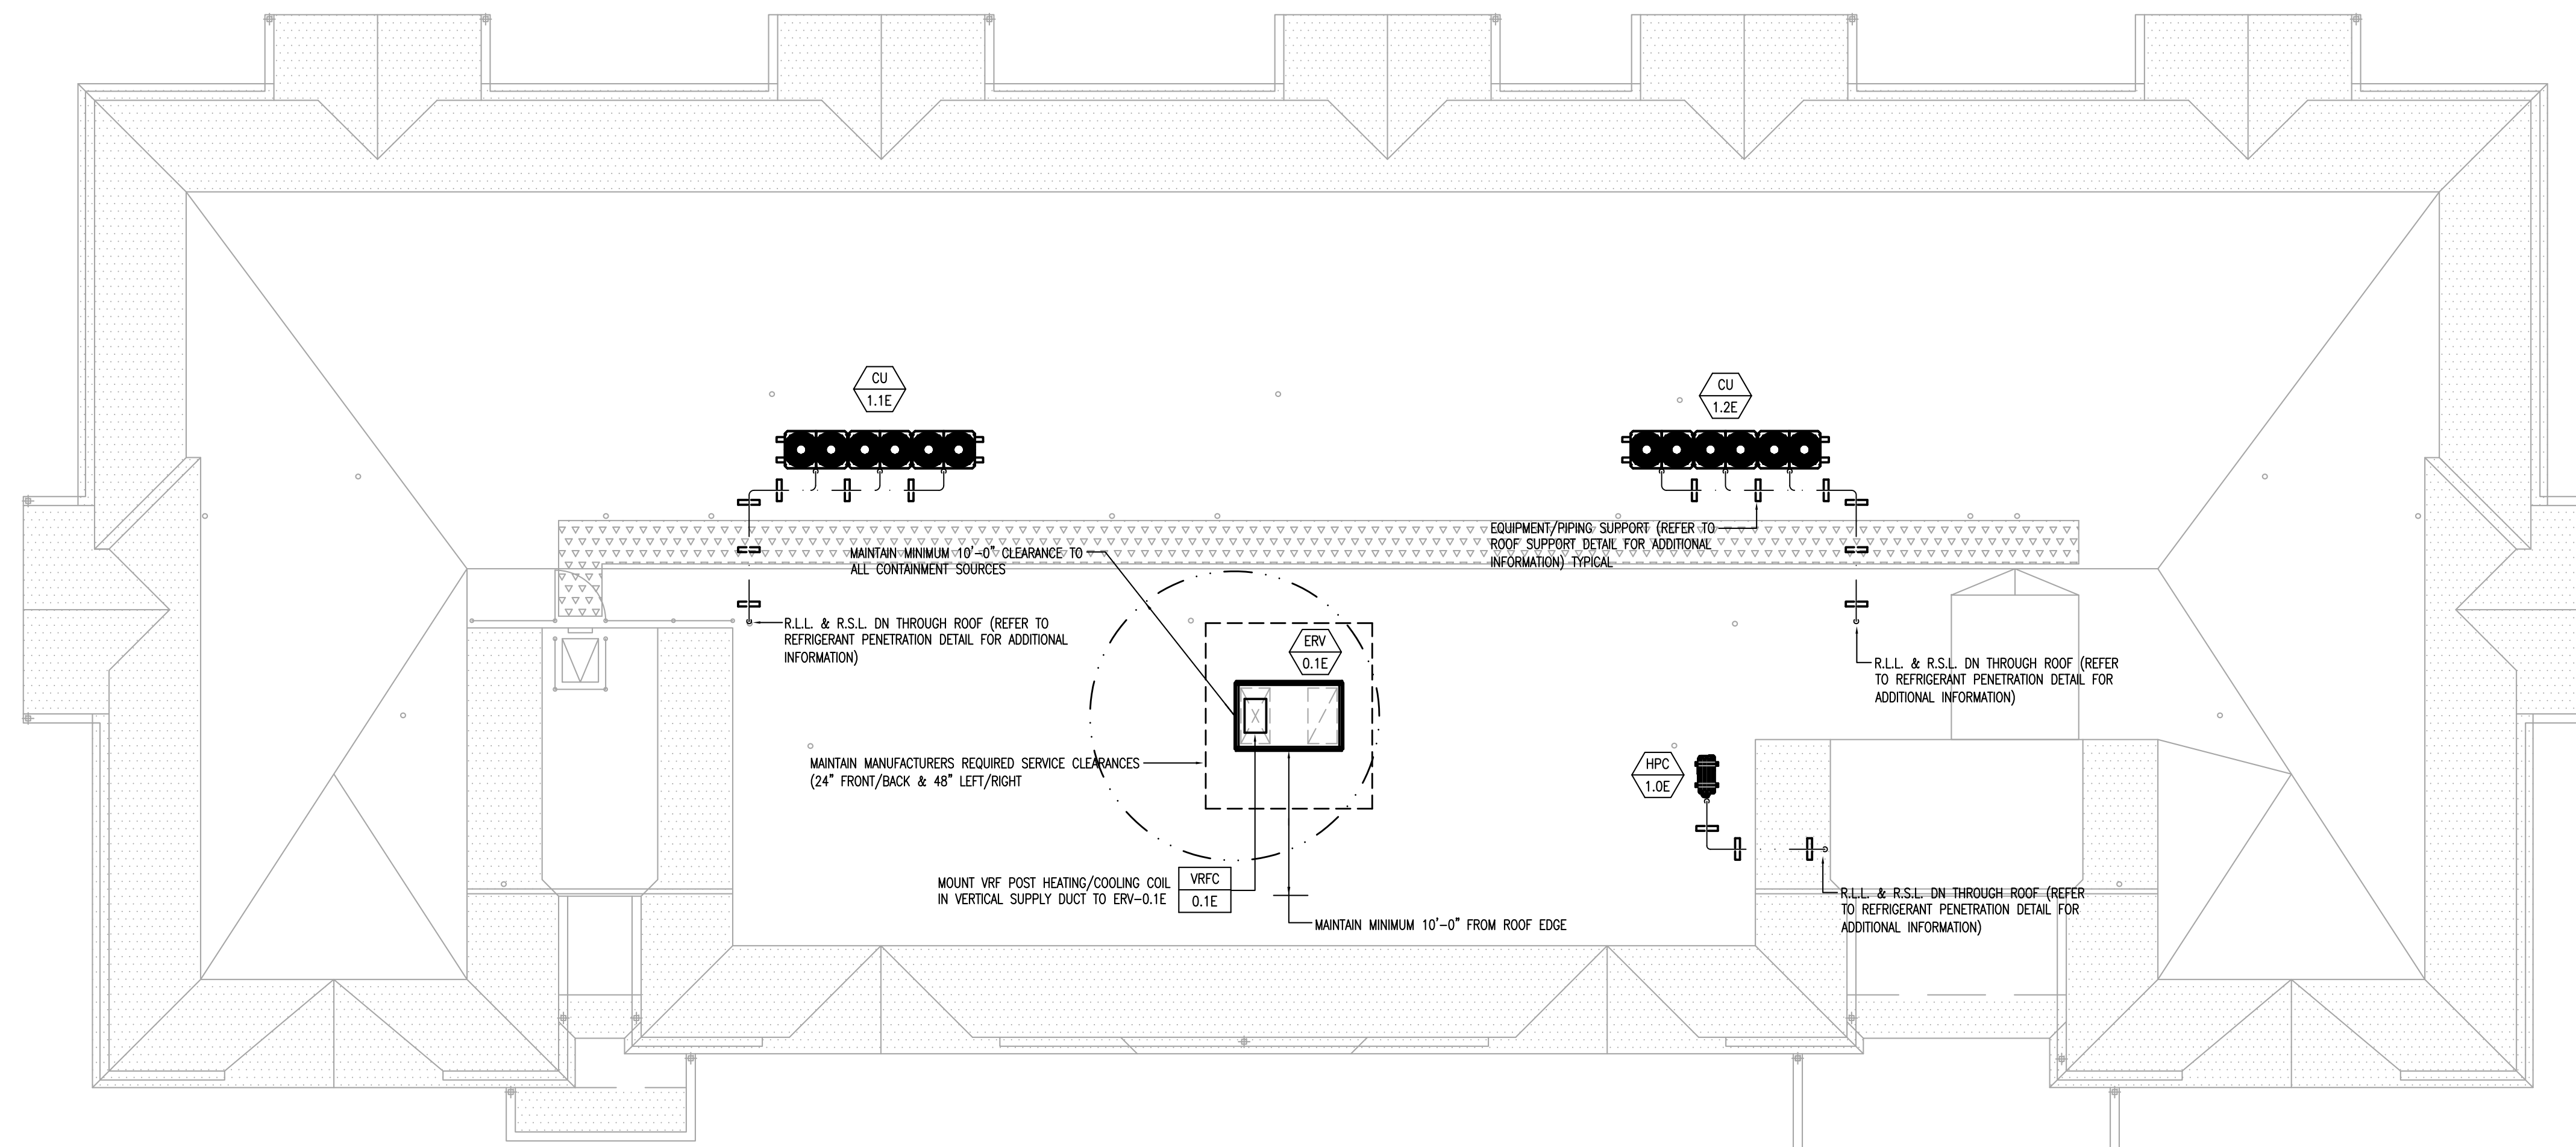 CU
1.1E
CU
1.2E
EQUIPMENT/PIPING SUPPORT (REFER TO
ROOF SUPPORT DETAIL FOR ADDITIONAL
INFORMATION) TYPICAL
MAINTAIN MINIMUM 10'-0" CLEARANCE TO
ALL CONTAINMENT SOURCES
R.L.L. & R.S.L. DN THROUGH ROOF (REFER TO
REFRIGERANT PENETRATION DETAIL FOR ADDITIONAL
INFORMATION)
ERV
0.1E
R.L.L. & R.S.L. DN THROUGH ROOF (REFER
TO REFRIGERANT PENETRATION DETAIL FOR
ADDITIONAL INFORMATION)
MAINTAIN MANUFACTURERS REQUIRED SERVICE CLEARANCES
(24" FRONT/BACK & 48" LEFT/RIGHT
HPC
1.0E
MOUNT VRF POST HEATING/COOLING COIL
IN VERTICAL SUPPLY DUCT TO ERV-0.1E
VRFC
0.1E
R.L.L. & R.S.L. DN THROUGH ROOF (REFER
TO REFRIGERANT PENETRATION DETAIL FOR
ADDITIONAL INFORMATION)
MAINTAIN MINIMUM 10'-0" FROM ROOF EDGE